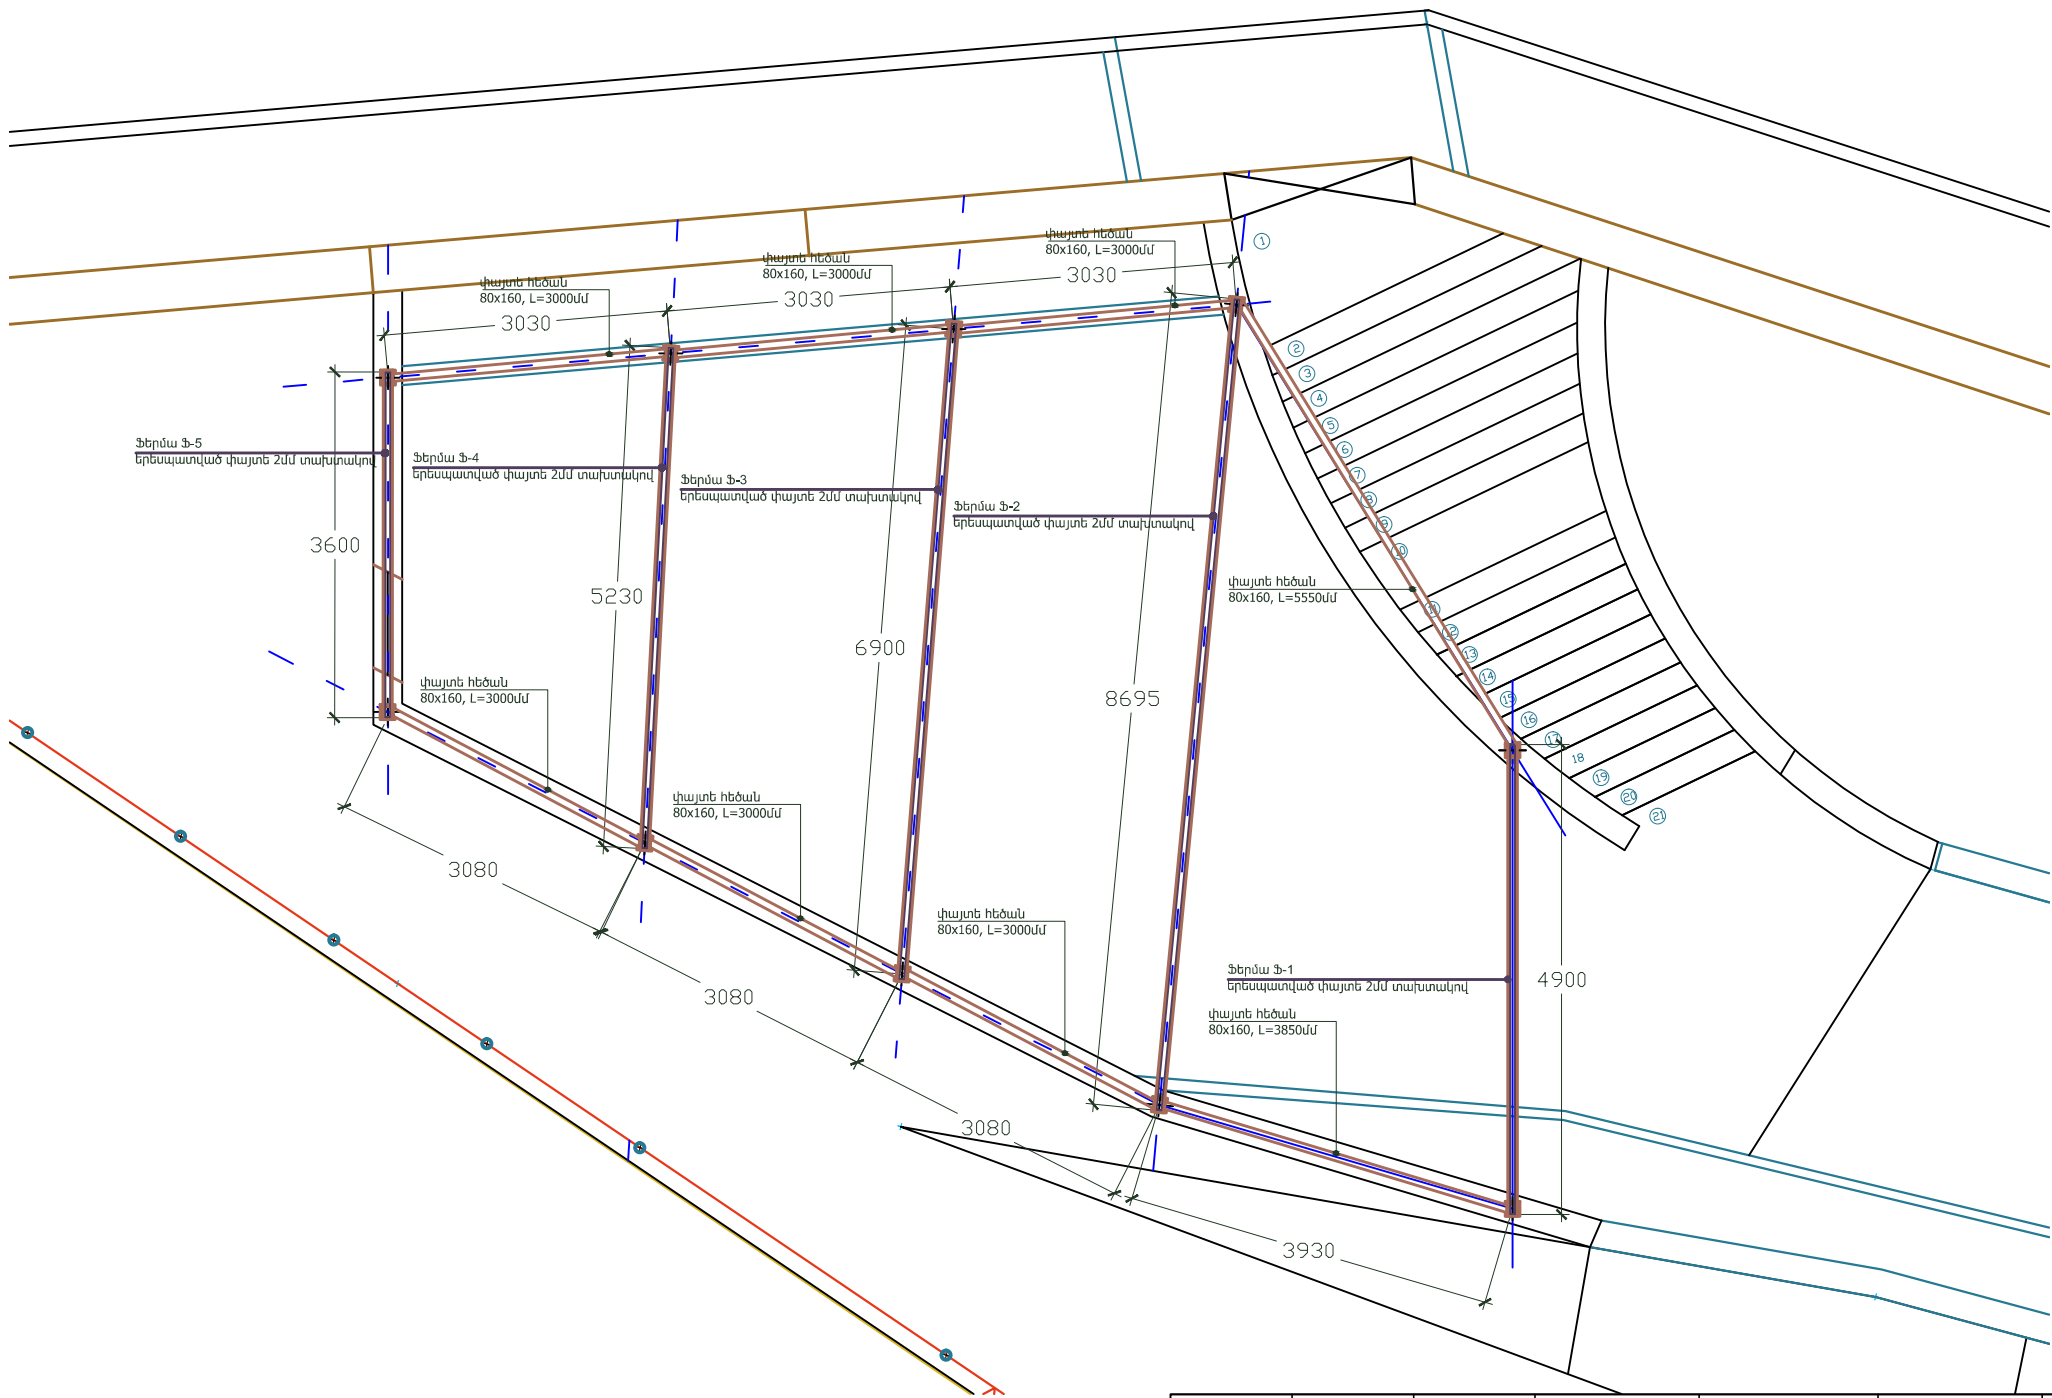 փայտե հեծան
80x160, L=3000մմ
3030
①
փայտե հեծան
80x160, L=3000մմ
3030
փայտե հեծան
80x160, L=3000մմ
3030
②
③
④
⑤
⑥
⑦
⑧
⑨
⑩
⑪
⑫
⑬
⑭
⑮
⑯
⑰
18
⑲
⑳
㉑
Ֆերմա Ֆ-5
երեսպատված փայտե 2մմ տախտակով
Ֆերմա Ֆ-4
երեսպատված փայտե 2մմ տախտակով
Ֆերմա Ֆ-3
երեսպատված փայտե 2մմ տախտակով
Ֆերմա Ֆ-2
երեսպատված փայտե 2մմ տախտակով
3600
5230
6900
8695
փայտե հեծան
80x160, L=5550մմ
փայտե հեծան
80x160, L=3000մմ
փայտե հեծան
80x160, L=3000մմ
3080
փայտե հեծան
80x160, L=3000մմ
3080
Ֆերմա Ֆ-1
երեսպատված փայտե 2մմ տախտակով
4900
փայտե հեծան
80x160, L=3850մմ
3080
3930